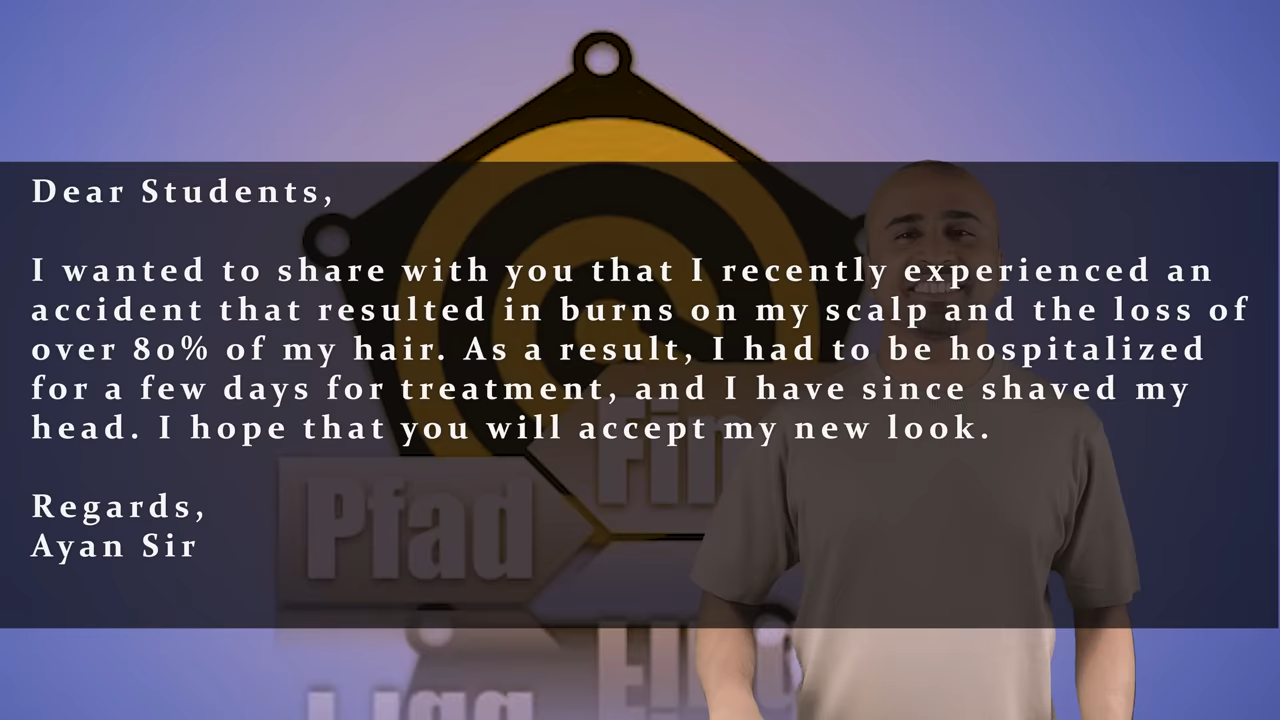 Dear Students,
I wanted to share with you that I recently experienced an
accident that resulted in burns on my scalp and the loss of
over 80% of my hair. As a result, I had to be hospitalized
for a few days for treatment, and I have since shaved my
head. I hope that you will accept my new look.
Regards,
Ayan Sir
Pfad